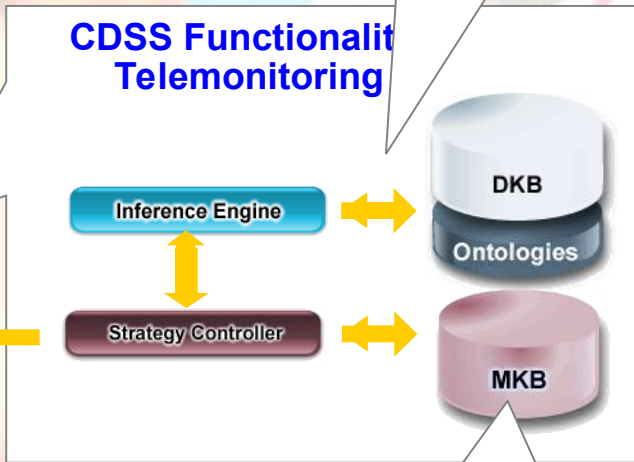 CDSS Functionalit
Telemonitoring
DKB
Inference Engine
Ontologies
Strategy Controller
MKB